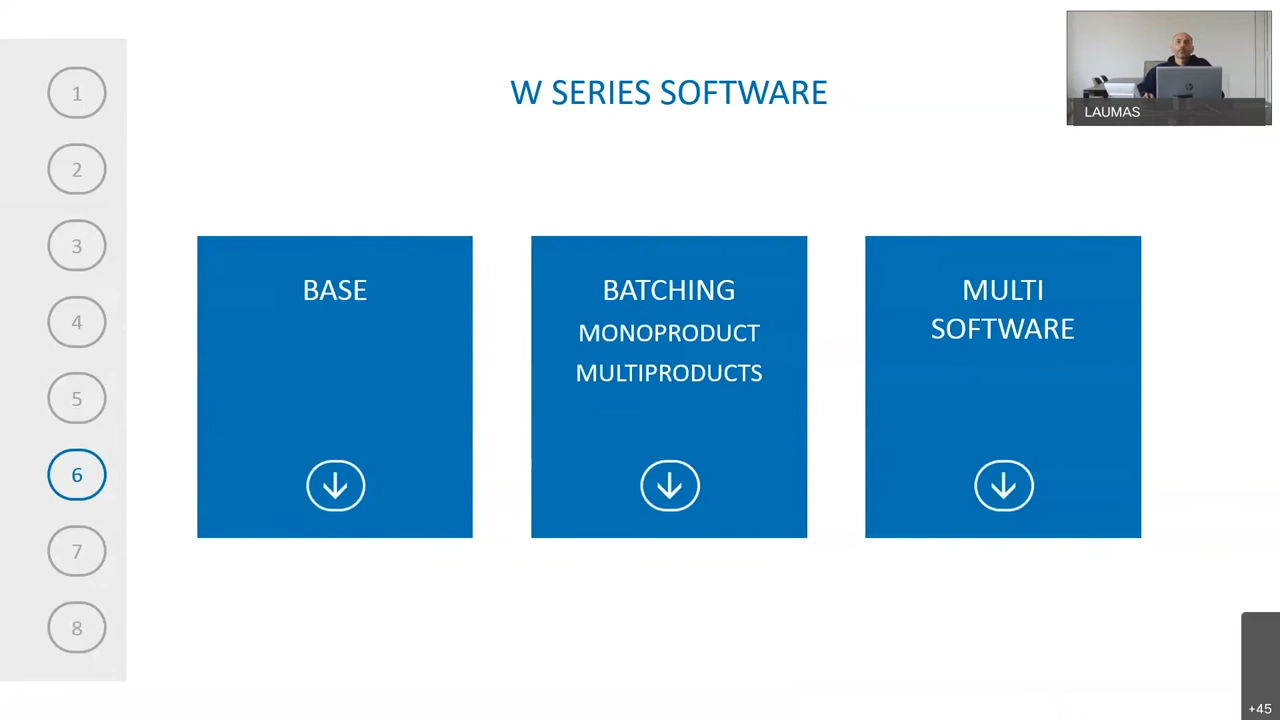 W SERIES SOFTWARE
LAUMAS
1
2
3
4
5
6
7
8
BASE
BATCHING
MONOPRODUCT
MULTIPRODUCTS
MULTI
SOFTWARE
+45